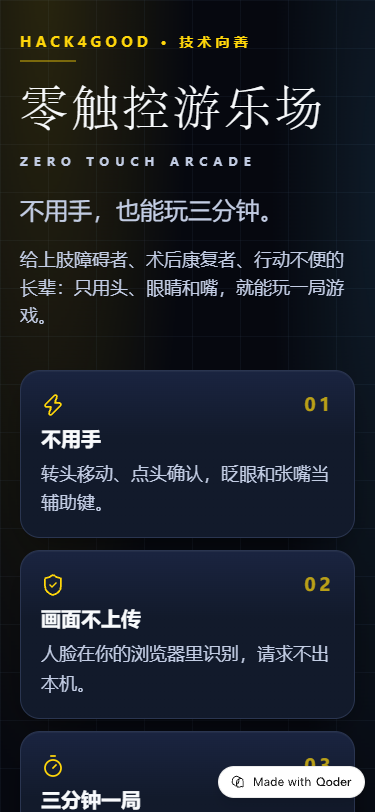 HACK4GOOD • 技术向善
零触控游乐场
ZERO TOUCH ARCADE
不用手，也能玩三分钟。
给上肢障碍者、术后康复者、行动不便的
长辈：只用头、眼睛和嘴，就能玩一局游
戏。
01
不用手
转头移动、点头确认，眨眼和张嘴当
辅助键。
02
画面不上传
人脸在你的浏览器里识别，请求不出
本机。
03
三分钟一局
Made with Qoder